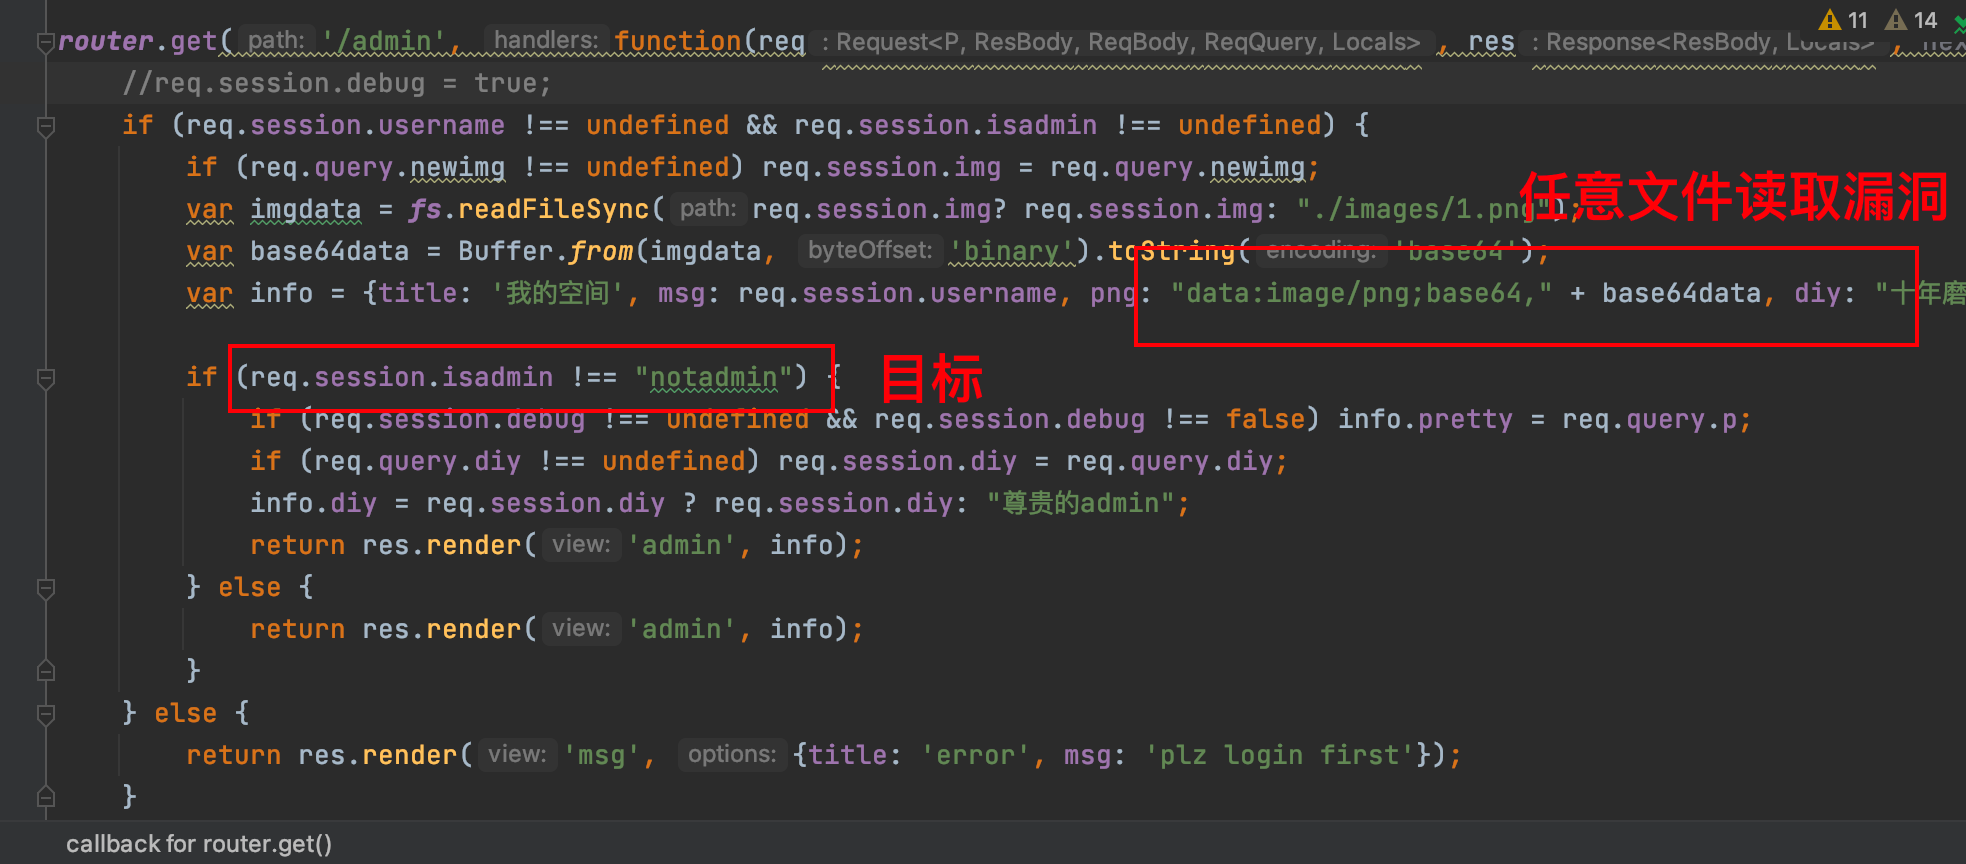 11 14
router.get( path: '/admin', handlers: function(req : Request<P, ResBody, ReqBody, ReqQuery, Locals> , res : Response<ResBody, Locals> ,
//req.session.debug = true;
if (req.session.username !== undefined && req.session.isadmin !== undefined) {
if (req.query.newimg !== undefined) req.session.img = req.query.newimg;
var imgdata = fs.readFileSync( path: req.session.img? req.session.img: "./images/1.png");
任意文件读取漏洞
var base64data = Buffer.from(imgdata, byteOffset: 'binary').toString( encoding: 'base64');
var info = {title: '我的空间', msg: req.session.username, png: "data:image/png;base64," + base64data, diy: "十年磨
if (req.session.isadmin !== "notadmin") {
目标
if (req.session.debug !== undefined && req.session.debug !== false) info.pretty = req.query.p;
if (req.query.diy !== undefined) req.session.diy = req.query.diy;
info.diy = req.session.diy ? req.session.diy: "尊贵的admin";
return res.render( view: 'admin', info);
} else {
return res.render( view: 'admin', info);
}
} else {
return res.render( view: 'msg', options: {title: 'error', msg: 'plz login first'});
}
callback for router.get()